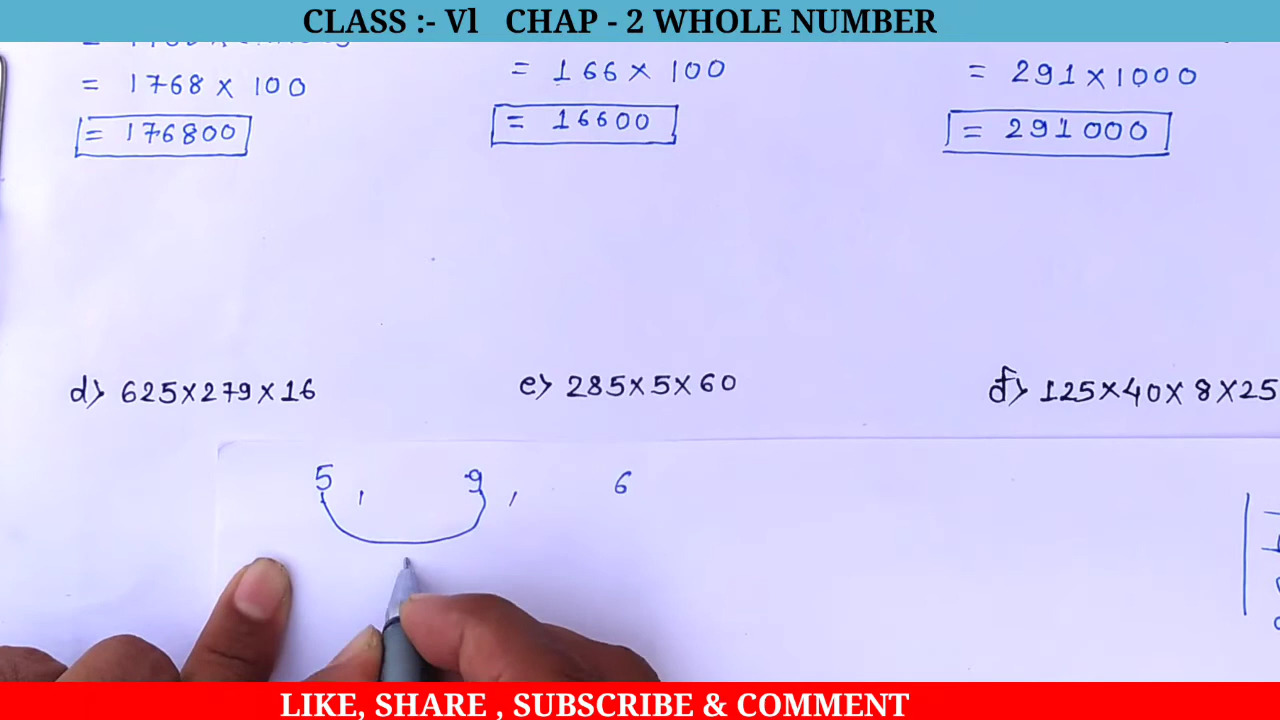 CLASS :- Vl CHAP - 2 WHOLE NUMBER
= 1768 × 100
= 176800
= 166 × 100
= 16600
= 291 × 1000
= 291000
d) 625×279×16
e) 285×5×60
f) 125×40×8×25
5 , 9 , 6
LIKE, SHARE , SUBSCRIBE & COMMENT